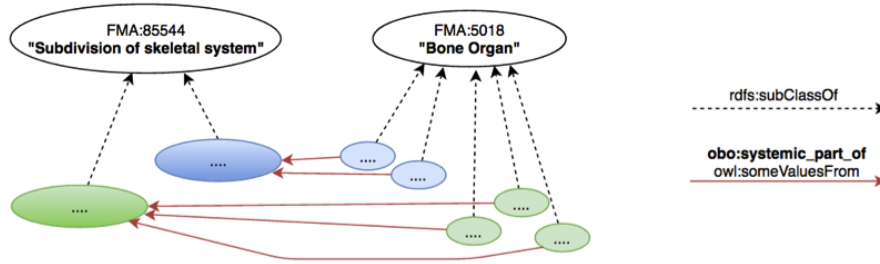 FMA:85544
"Subdivision of skeletal system"
FMA:5018
"Bone Organ"
rdfs:subClassOf
....
....
....
obo:systemic_part_of
owl:someValuesFrom
....
....
....
....